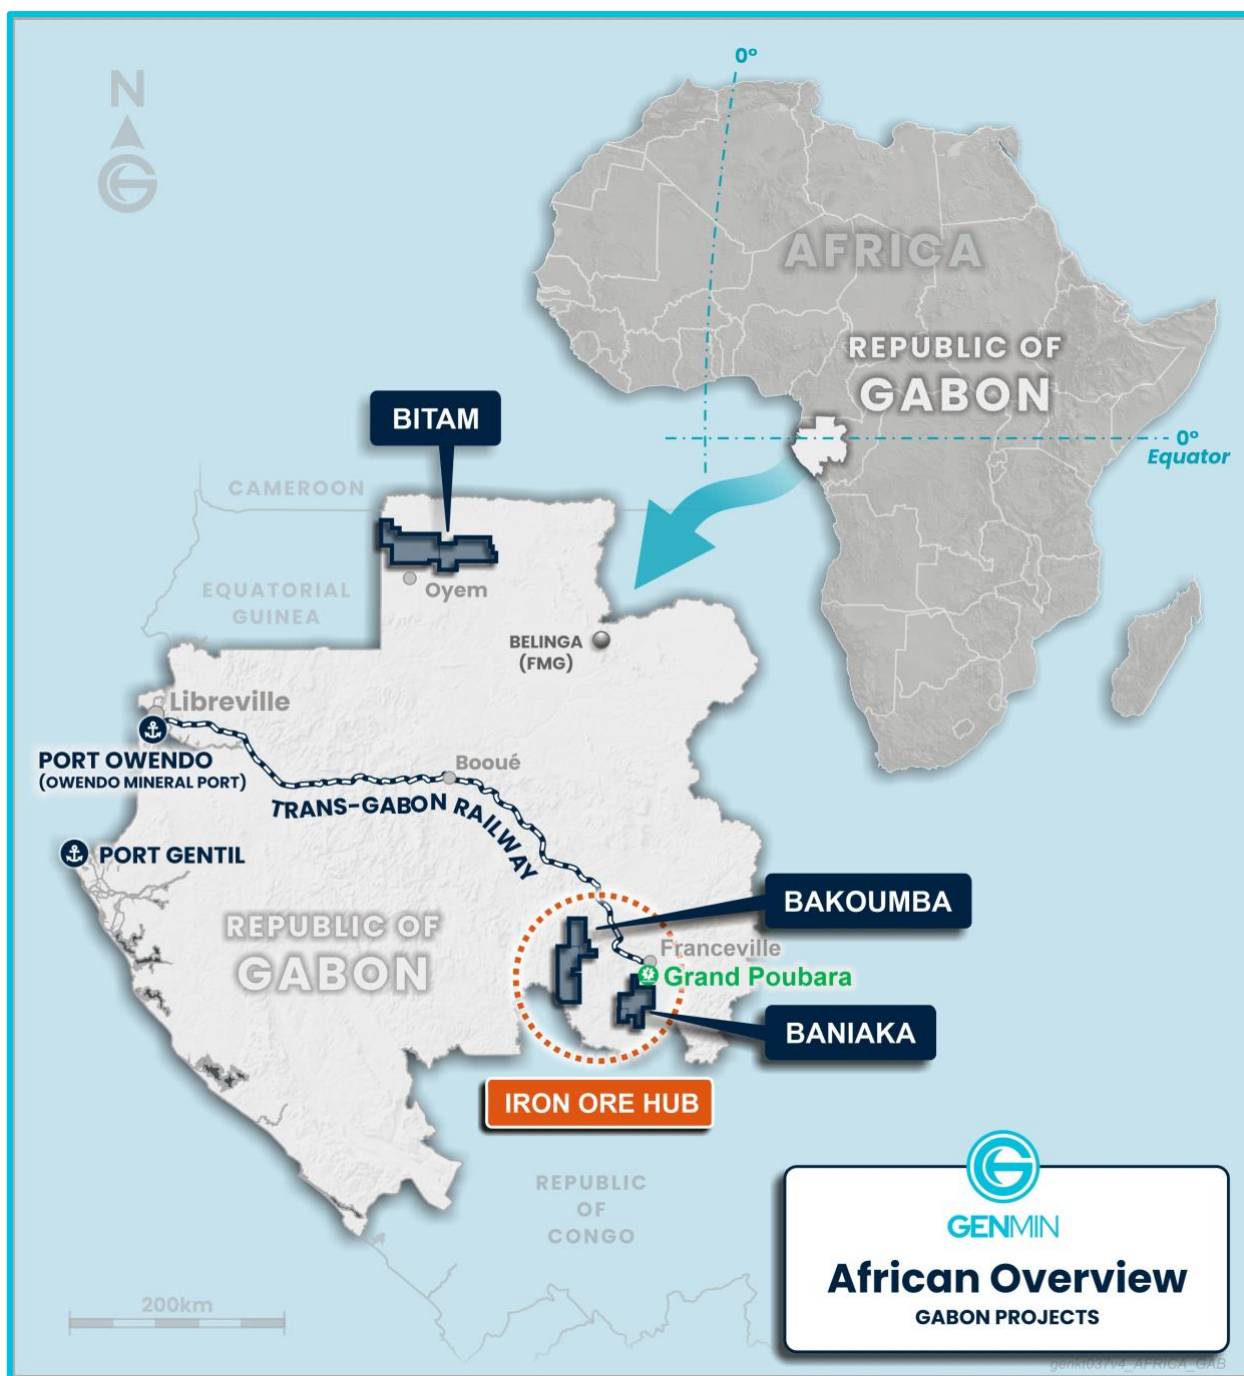 N
0°
AFRICA
REPUBLIC OF
GABON
0°
Equator
BITAM
CAMEROON
EQUATORIAL
GUINEA
Oyem
BELINGA
(FMG)
Libreville
PORT OWENDO
(OWENDO MINERAL PORT)
Booué
TRANS-GABON RAILWAY
PORT GENTIL
REPUBLIC OF
GABON
BAKOUMBA
Franceville
Grand Poubara
BANIAKA
IRON ORE HUB
REPUBLIC
OF
CONGO
200km
GENMIN
African Overview
GABON PROJECTS
genkt037v4_AFRICA_GAB